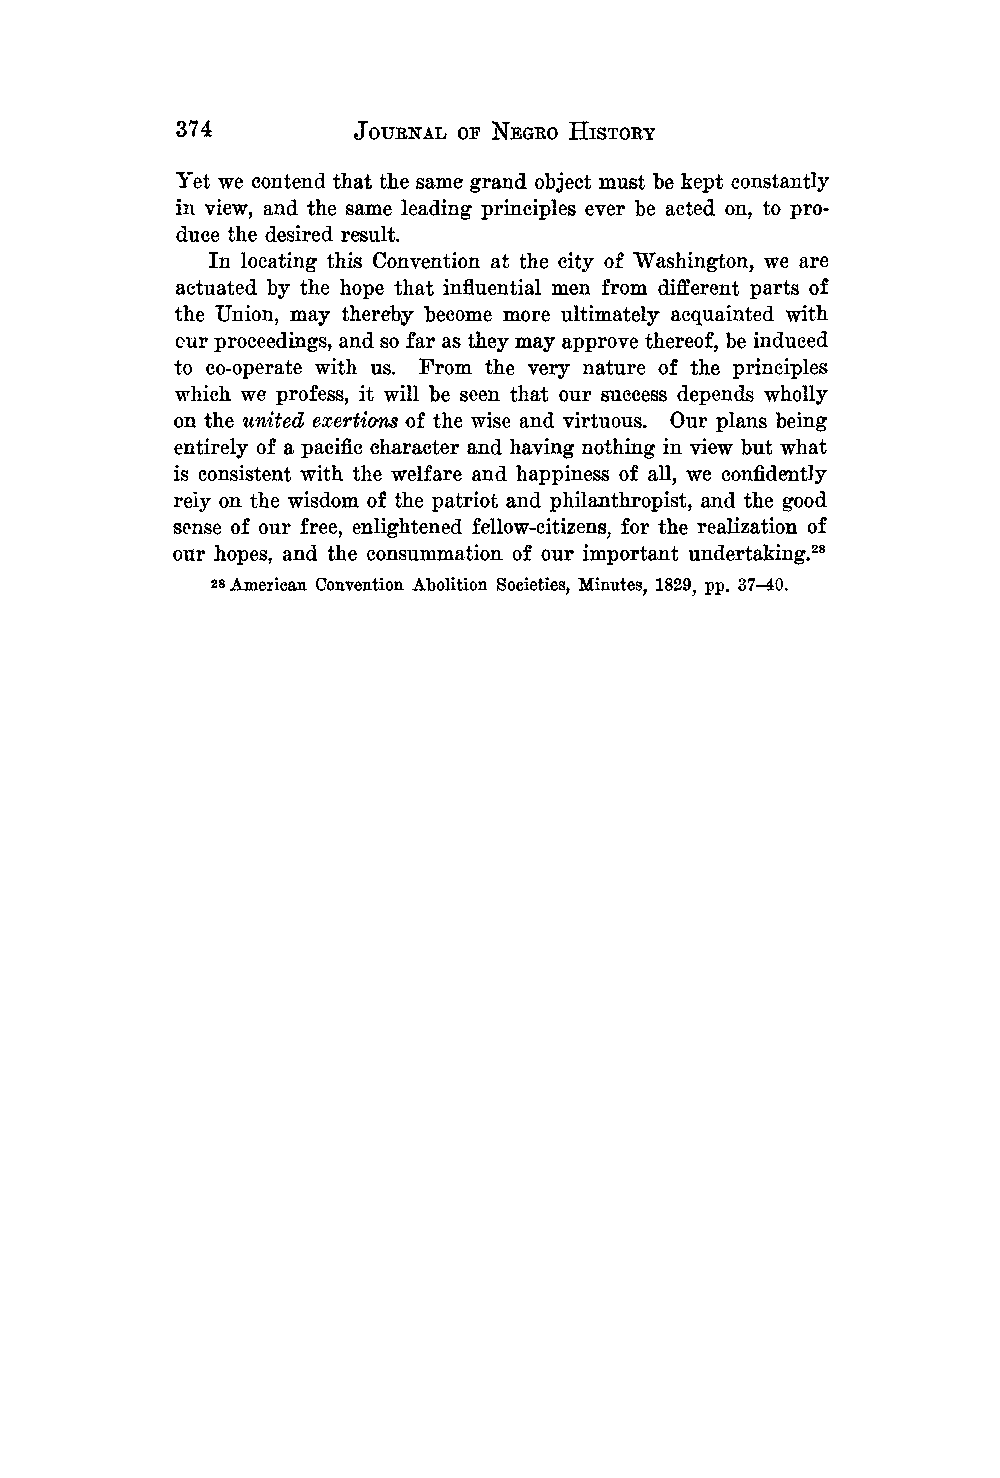 374 JOURNAL OF NEGRO HISTORY
Yet we contend that the same grand object must be kept constantly
in view, and the same leading principles ever be acted on, to pro-
duce the desired result.
In locating this Convention at the city of Washington, we are
actuated by the hope that influential men from different parts of
the Union, may thereby become more ultimately acquainted with
our proceedings, and so far as they may approve thereof, be induced
to co-operate with us. From the very nature of the principles
which we profess, it will be seen that our success depends wholly
on the united exertions of the wise and virtuous. Our plans being
entirely of a pacific character and having nothing in view but what
is consistent with the welfare and happiness of all, we confidently
rely on the wisdom of the patriot and philanthropist, and the good
sense of our free, enlightened fellow-citizens, for the realization of
our hopes, and the consummation of our important undertaking.²⁸
²⁸ American Convention Abolition Societies, Minutes, 1829, pp. 37–40.